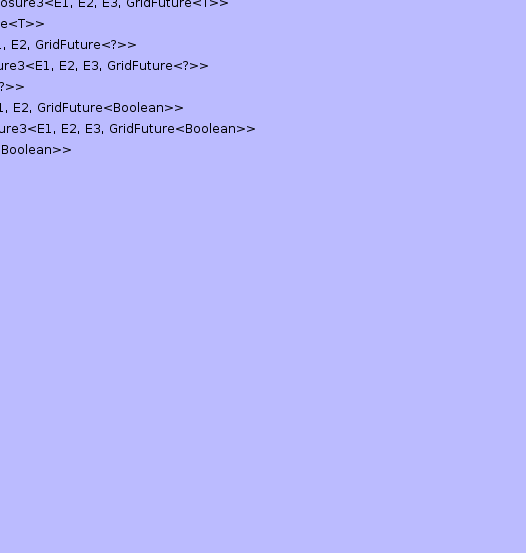 osure3<E1, E2, E3, GridFuture<T>>
e<T>>
, E2, GridFuture<?>>
ure3<E1, E2, E3, GridFuture<?>>
?>>
1, E2, GridFuture<Boolean>>
ure3<E1, E2, E3, GridFuture<Boolean>>
Boolean>>